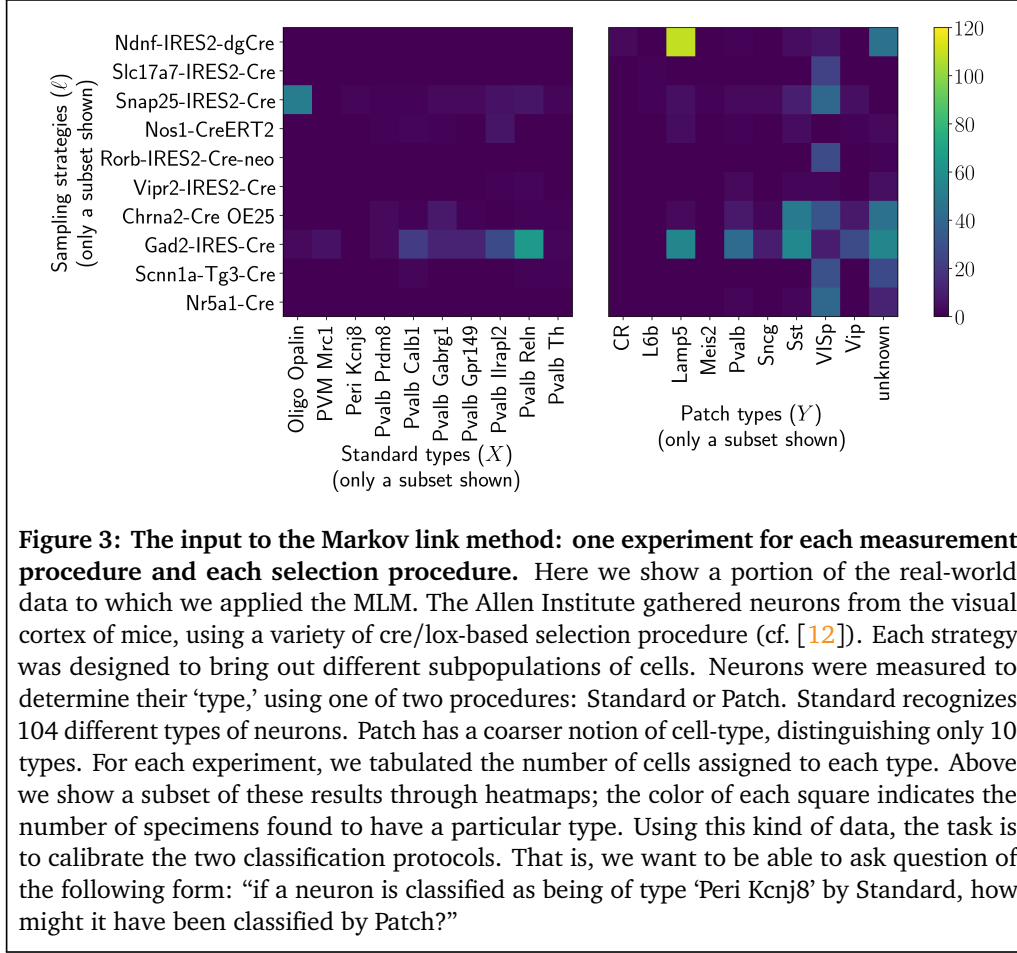 Sampling strategies (ℓ)
(only a subset shown)
Ndnf-IRES2-dgCre
Slc17a7-IRES2-Cre
Snap25-IRES2-Cre
Nos1-CreERT2
Rorb-IRES2-Cre-neo
Vipr2-IRES2-Cre
Chrna2-Cre OE25
Gad2-IRES-Cre
Scnn1a-Tg3-Cre
Nr5a1-Cre
Oligo Opalin
PVM Mrc1
Peri Kcnj8
Pvalb Prdm8
Pvalb Calb1
Pvalb Gabrg1
Pvalb Gpr149
Pvalb Ilrapl2
Pvalb Reln
Pvalb Th
Standard types (X)
(only a subset shown)
CR
L6b
Lamp5
Meis2
Pvalb
Sncg
Sst
VISp
Vip
unknown
Patch types (Y)
(only a subset shown)
120
100
80
60
40
20
0
Figure 3: The input to the Markov link method: one experiment for each measurement
procedure and each selection procedure. Here we show a portion of the real-world
data to which we applied the MLM. The Allen Institute gathered neurons from the visual
cortex of mice, using a variety of cre/lox-based selection procedure (cf. [12]). Each strategy
was designed to bring out different subpopulations of cells. Neurons were measured to
determine their ‘type,’ using one of two procedures: Standard or Patch. Standard recognizes
104 different types of neurons. Patch has a coarser notion of cell-type, distinguishing only 10
types. For each experiment, we tabulated the number of cells assigned to each type. Above
we show a subset of these results through heatmaps; the color of each square indicates the
number of specimens found to have a particular type. Using this kind of data, the task is
to calibrate the two classification protocols. That is, we want to be able to ask question of
the following form: “if a neuron is classified as being of type ‘Peri Kcnj8’ by Standard, how
might it have been classified by Patch?”